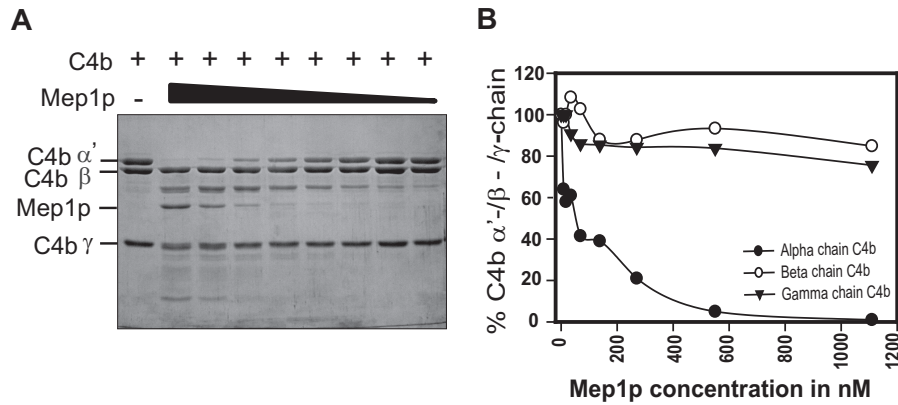 A
C4b + + + + + + + + +
Mep1p -
C4b α'
C4b β
Mep1p
C4b γ
B
% C4b α'-/β - /γ-chain
120
100
80
60
40
20
0
Alpha chain C4b
Beta chain C4b
Gamma chain C4b
0 200 400 600 800 1000 1200
Mep1p concentration in nM